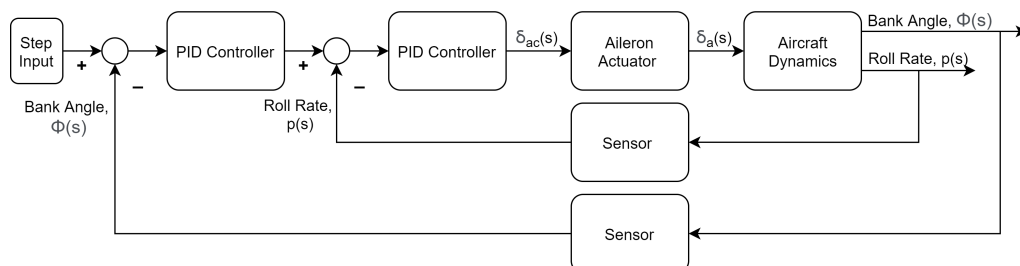 Step
Input
+
−
PID Controller
+
−
PID Controller
δac(s)
Aileron
Actuator
δa(s)
Aircraft
Dynamics
Bank Angle, Φ(s)
Roll Rate, p(s)
Bank Angle,
Φ(s)
Roll Rate,
p(s)
Sensor
Sensor